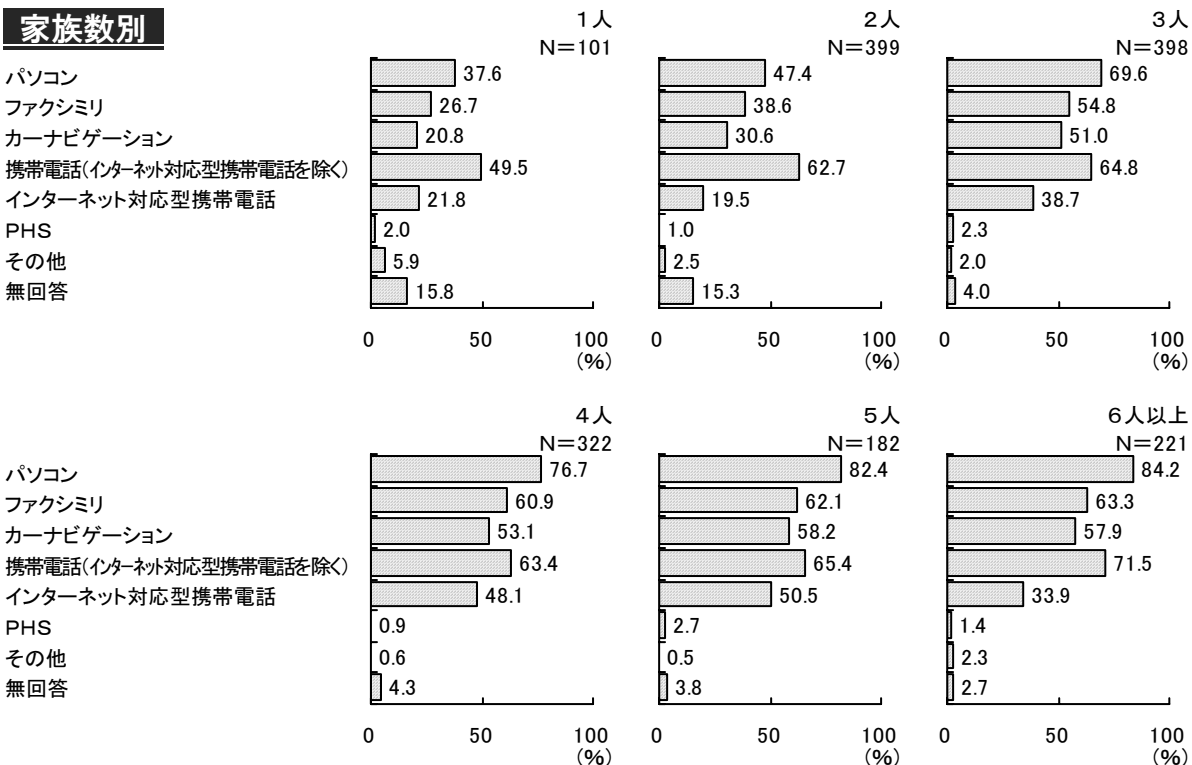 家族数別
1人
N=101
2人
N=399
3人
N=398
パソコン 37.6 47.4 69.6
ファクシミリ 26.7 38.6 54.8
カーナビゲーション 20.8 30.6 51.0
携帯電話(インターネット対応型携帯電話を除く) 49.5 62.7 64.8
インターネット対応型携帯電話 21.8 19.5 38.7
PHS 2.0 1.0 2.3
その他 5.9 2.5 2.0
無回答 15.8 15.3 4.0
0 50 100 0 50 100 0 50 100
(%) (%) (%)
4人
N=322
5人
N=182
6人以上
N=221
パソコン 76.7 82.4 84.2
ファクシミリ 60.9 62.1 63.3
カーナビゲーション 53.1 58.2 57.9
携帯電話(インターネット対応型携帯電話を除く) 63.4 65.4 71.5
インターネット対応型携帯電話 48.1 50.5 33.9
PHS 0.9 2.7 1.4
その他 0.6 0.5 2.3
無回答 4.3 3.8 2.7
0 50 100 0 50 100 0 50 100
(%) (%) (%)